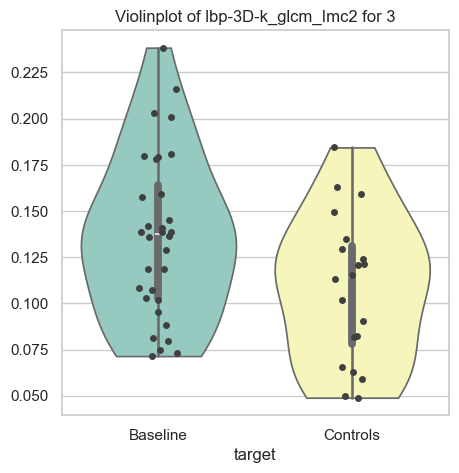 Violinplot of lbp-3D-k_glcm_Imc2 for 3
0.225
0.200
0.175
0.150
0.125
0.100
0.075
0.050
Baseline
Controls
target